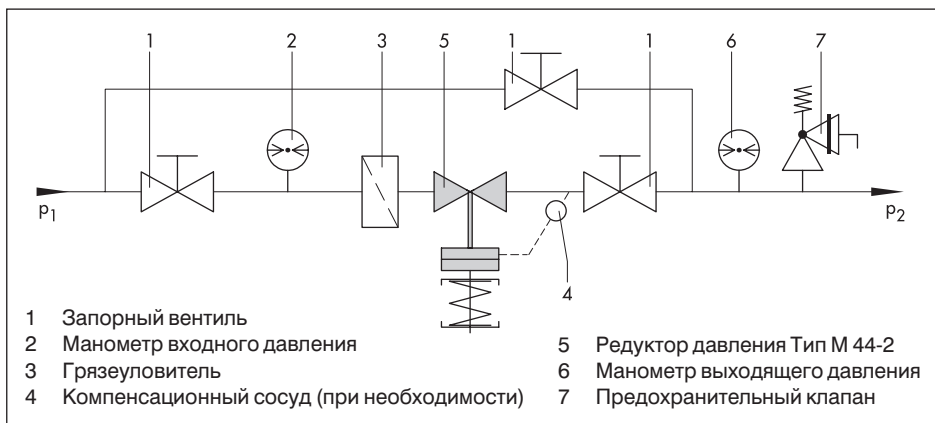 1 2 3 5 1 1 6 7
p1 p2
4
1 Запорный вентиль
2 Манометр входного давления
3 Грязеуловитель
4 Компенсационный сосуд (при необходимости)
5 Редуктор давления Тип М 44-2
6 Манометр выходящего давления
7 Предохранительный клапан